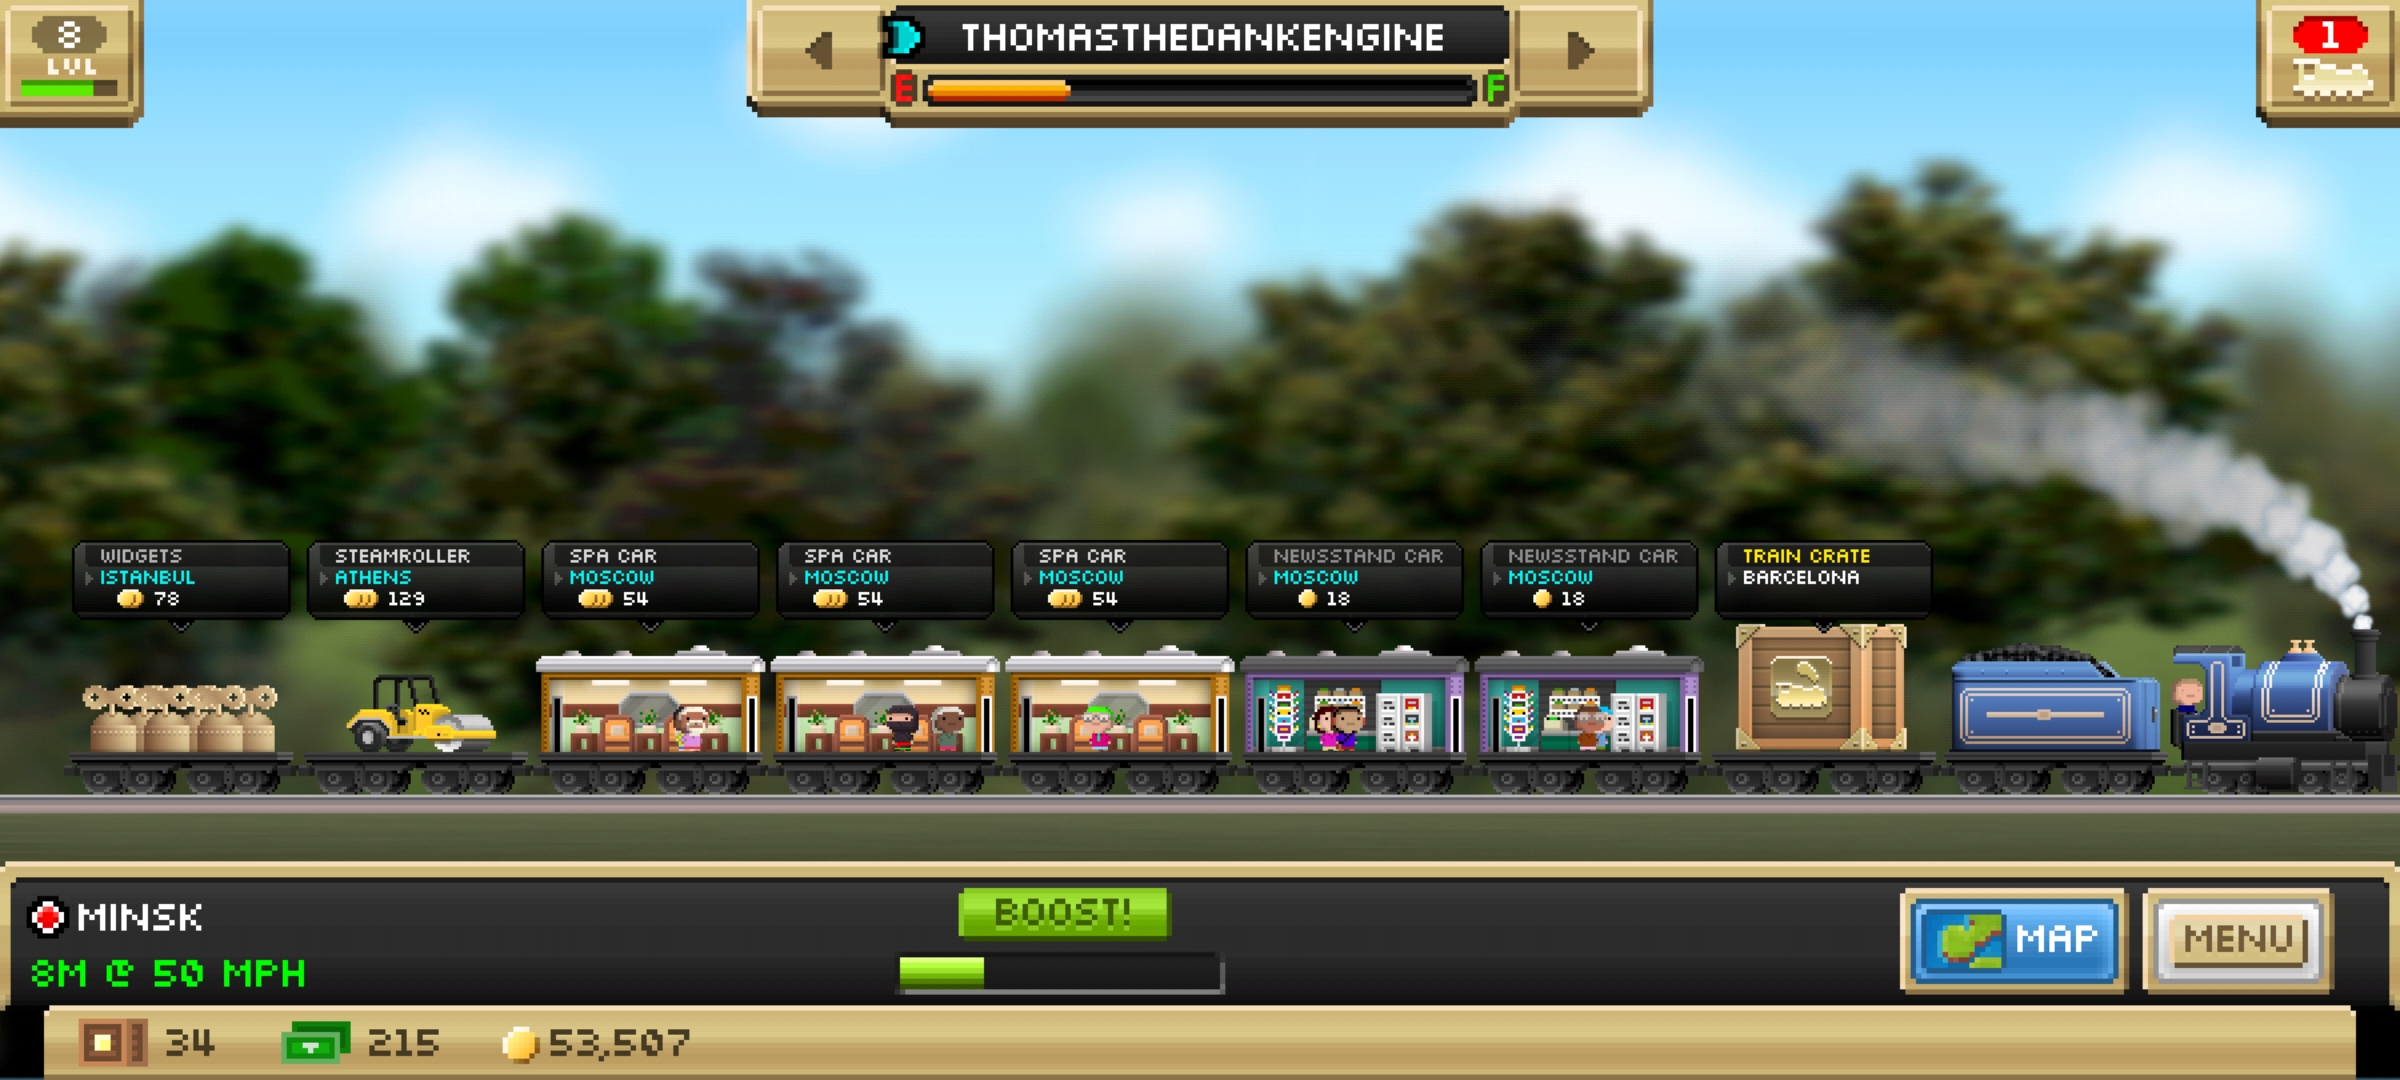 8
LVL
THOMASTHEDANKENGINE
E
F
1
WIDGETS
ISTANBUL
78
STEAMROLLER
ATHENS
129
SPA CAR
MOSCOW
54
SPA CAR
MOSCOW
54
SPA CAR
MOSCOW
54
NEWSSTAND CAR
MOSCOW
18
NEWSSTAND CAR
MOSCOW
18
TRAIN CRATE
BARCELONA
MINSK
8M @ 50 MPH
BOOST!
MAP
MENU
34
215
53,507